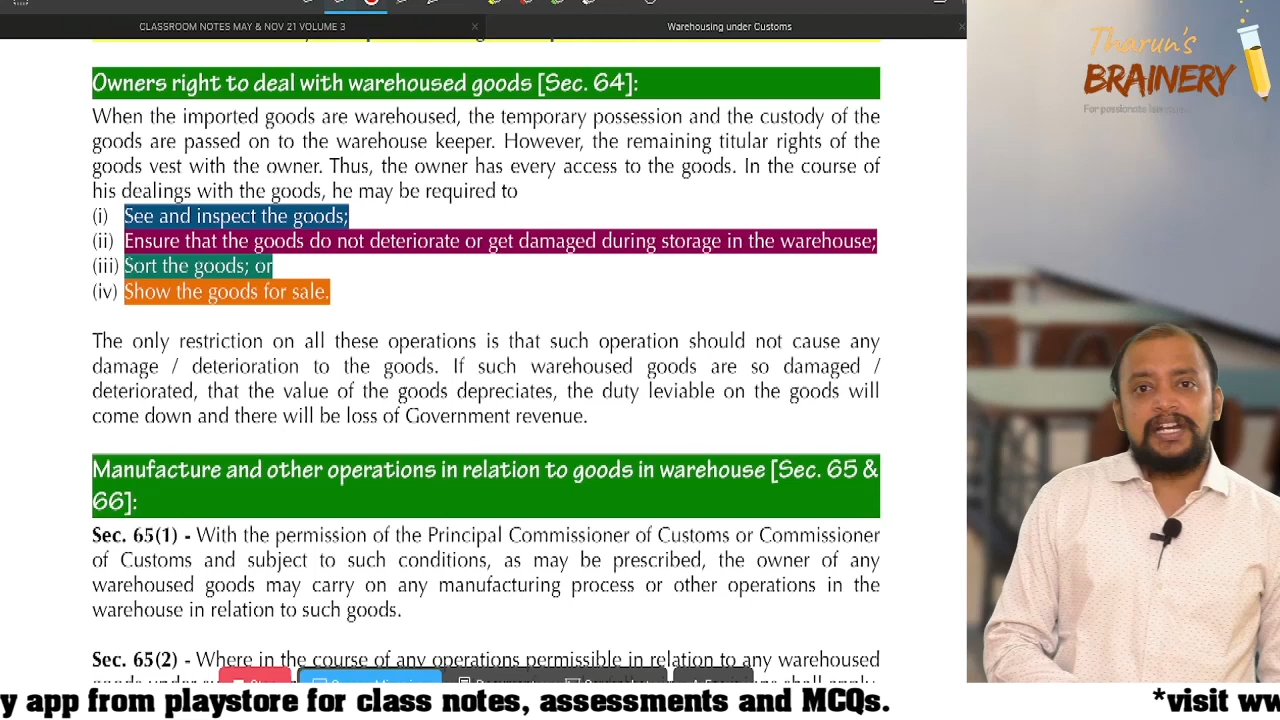 CLASSROOM NOTES MAY & NOV 21 VOLUME 3
Warehousing under Customs
Tharun's
BRAINERY
Owners right to deal with warehoused goods [Sec. 64]:
When the imported goods are warehoused, the temporary possession and the custody of the
goods are passed on to the warehouse keeper. However, the remaining titular rights of the
goods vest with the owner. Thus, the owner has every access to the goods. In the course of
his dealings with the goods, he may be required to
(i) See and inspect the goods;
(ii) Ensure that the goods do not deteriorate or get damaged during storage in the warehouse;
(iii) Sort the goods; or
(iv) Show the goods for sale.
The only restriction on all these operations is that such operation should not cause any
damage / deterioration to the goods. If such warehoused goods are so damaged /
deteriorated, that the value of the goods depreciates, the duty leviable on the goods will
come down and there will be loss of Government revenue.
Manufacture and other operations in relation to goods in warehouse [Sec. 65 &
66]:
Sec. 65(1) - With the permission of the Principal Commissioner of Customs or Commissioner
of Customs and subject to such conditions, as may be prescribed, the owner of any
warehoused goods may carry on any manufacturing process or other operations in the
warehouse in relation to such goods.
Sec. 65(2) - Where in the course of any operations permissible in relation to any warehoused
y app from playstore for class notes, assessments and MCQs.
*visit ww